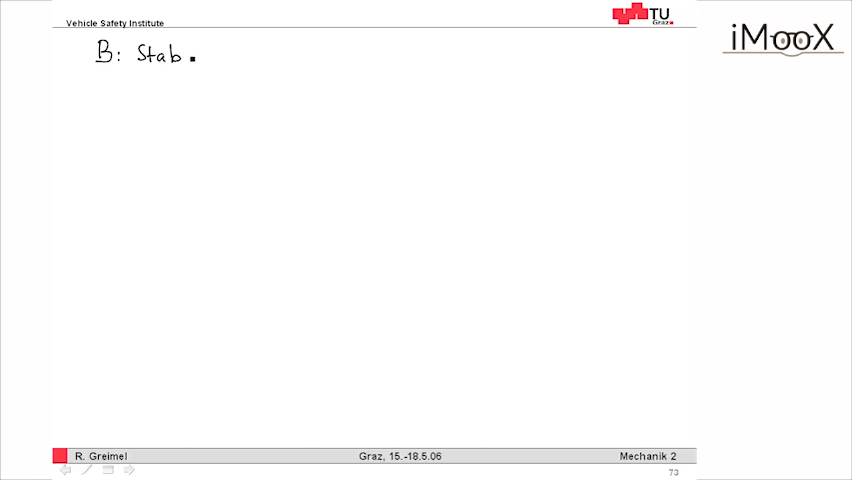 Vehicle Safety Institute
TU
Graz
iMooX
B: Stab
R. Greimel
Graz, 15.-18.5.06
Mechanik 2
73